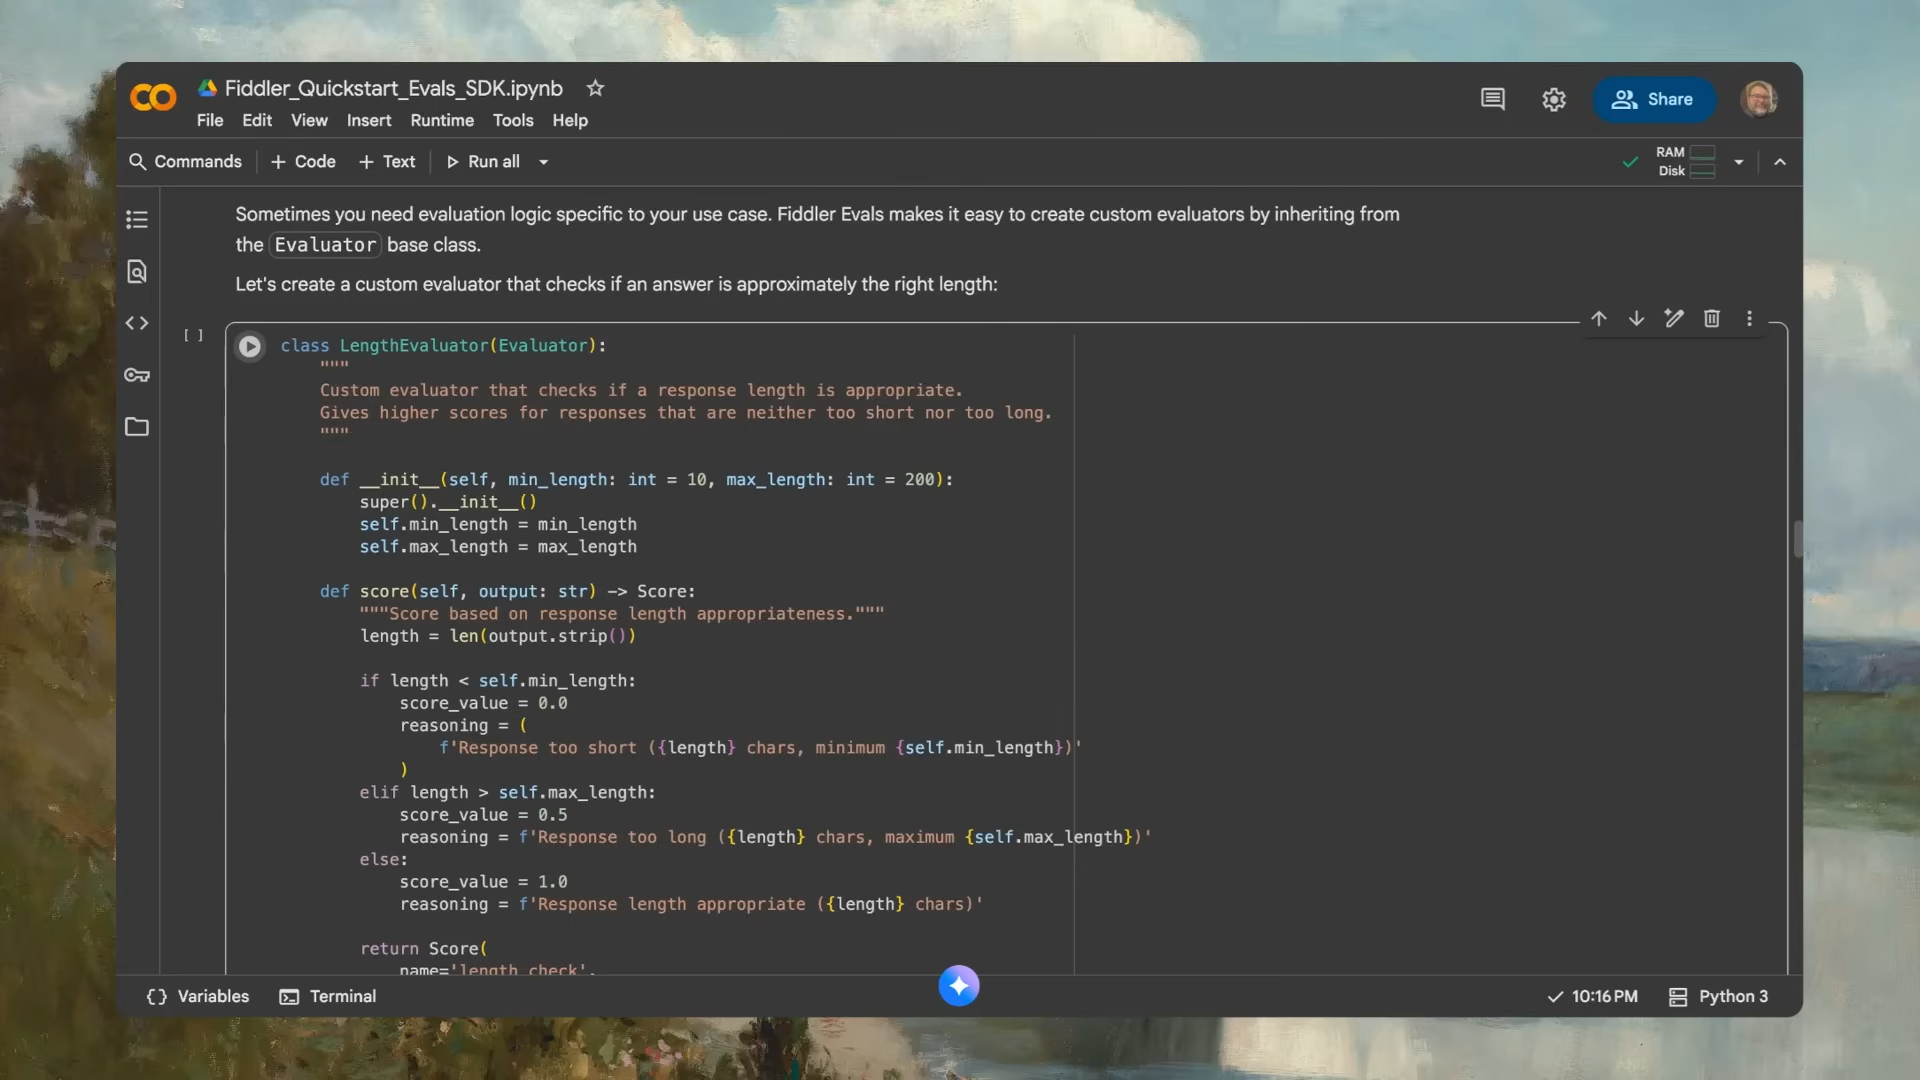 Fiddler_Quickstart_Evals_SDK.ipynb
File Edit View Insert Runtime Tools Help
Share
Commands + Code + Text Run all
RAM
Disk
Sometimes you need evaluation logic specific to your use case. Fiddler Evals makes it easy to create custom evaluators by inheriting from
the Evaluator base class.
Let's create a custom evaluator that checks if an answer is approximately the right length:
[ ]
class LengthEvaluator(Evaluator):
"""
Custom evaluator that checks if a response length is appropriate.
Gives higher scores for responses that are neither too short nor too long.
"""
def __init__(self, min_length: int = 10, max_length: int = 200):
super().__init__()
self.min_length = min_length
self.max_length = max_length
def score(self, output: str) -> Score:
"""Score based on response length appropriateness."""
length = len(output.strip())
if length < self.min_length:
score_value = 0.0
reasoning = (
f'Response too short ({length} chars, minimum {self.min_length})'
)
elif length > self.max_length:
score_value = 0.5
reasoning = f'Response too long ({length} chars, maximum {self.max_length})'
else:
score_value = 1.0
reasoning = f'Response length appropriate ({length} chars)'
return Score(
name='length_check',
Variables Terminal
10:16 PM Python 3